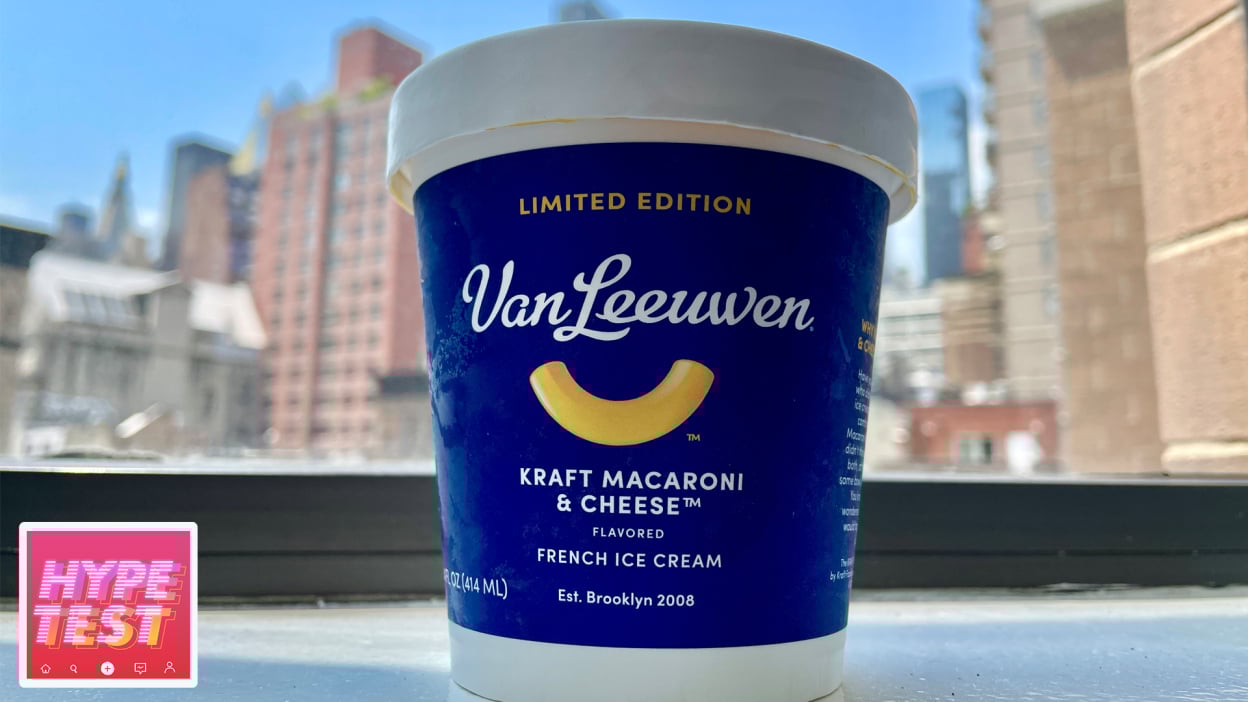 LIMITED EDITION
Van Leeuwen®
™
KRAFT MACARONI
& CHEESE™
FLAVORED
FRENCH ICE CREAM
OZ (414 ML)
Est. Brooklyn 2008
HYPE
TEST